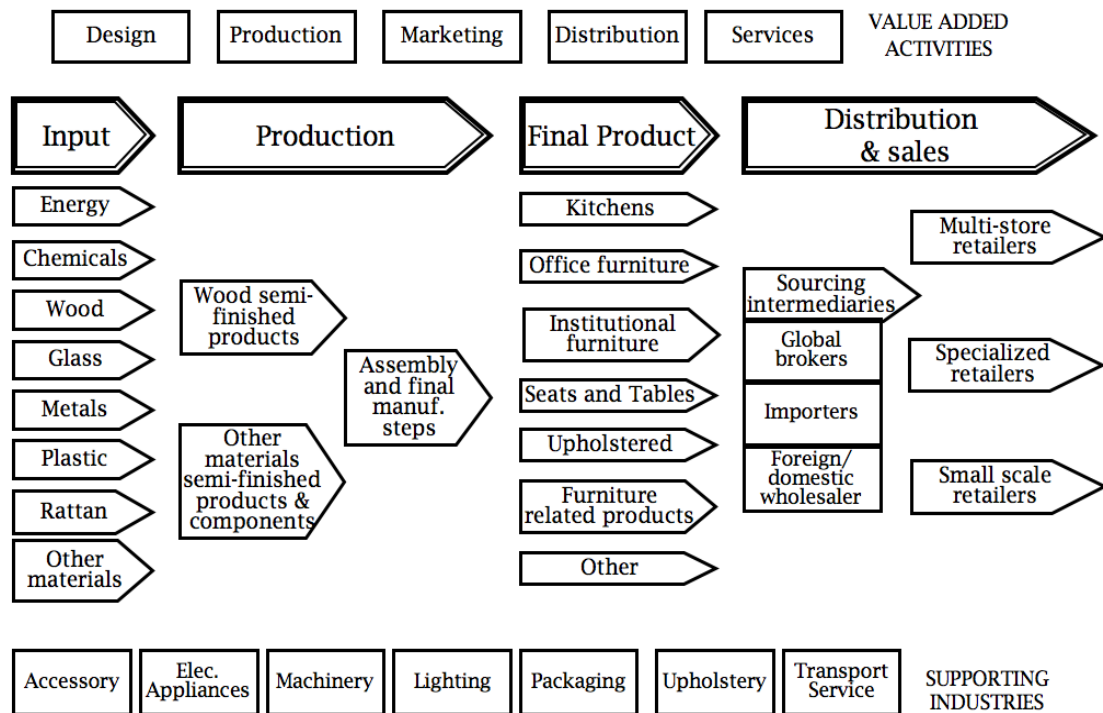 Design
Production
Marketing
Distribution
Services
VALUE ADDED
ACTIVITIES
Input
Production
Final Product
Distribution
& sales
Energy
Chemicals
Wood
Glass
Metals
Plastic
Rattan
Other
materials
Wood semi-
finished
products
Other
materials
semi-finished
products &
components
Assembly
and final
manuf.
steps
Kitchens
Office furniture
Institutional
furniture
Seats and Tables
Upholstered
Furniture
related products
Other
Sourcing
intermediaries
Global
brokers
Importers
Foreign/
domestic
wholesaler
Multi-store
retailers
Specialized
retailers
Small scale
retailers
Accessory
Elec.
Appliances
Machinery
Lighting
Packaging
Upholstery
Transport
Service
SUPPORTING
INDUSTRIES